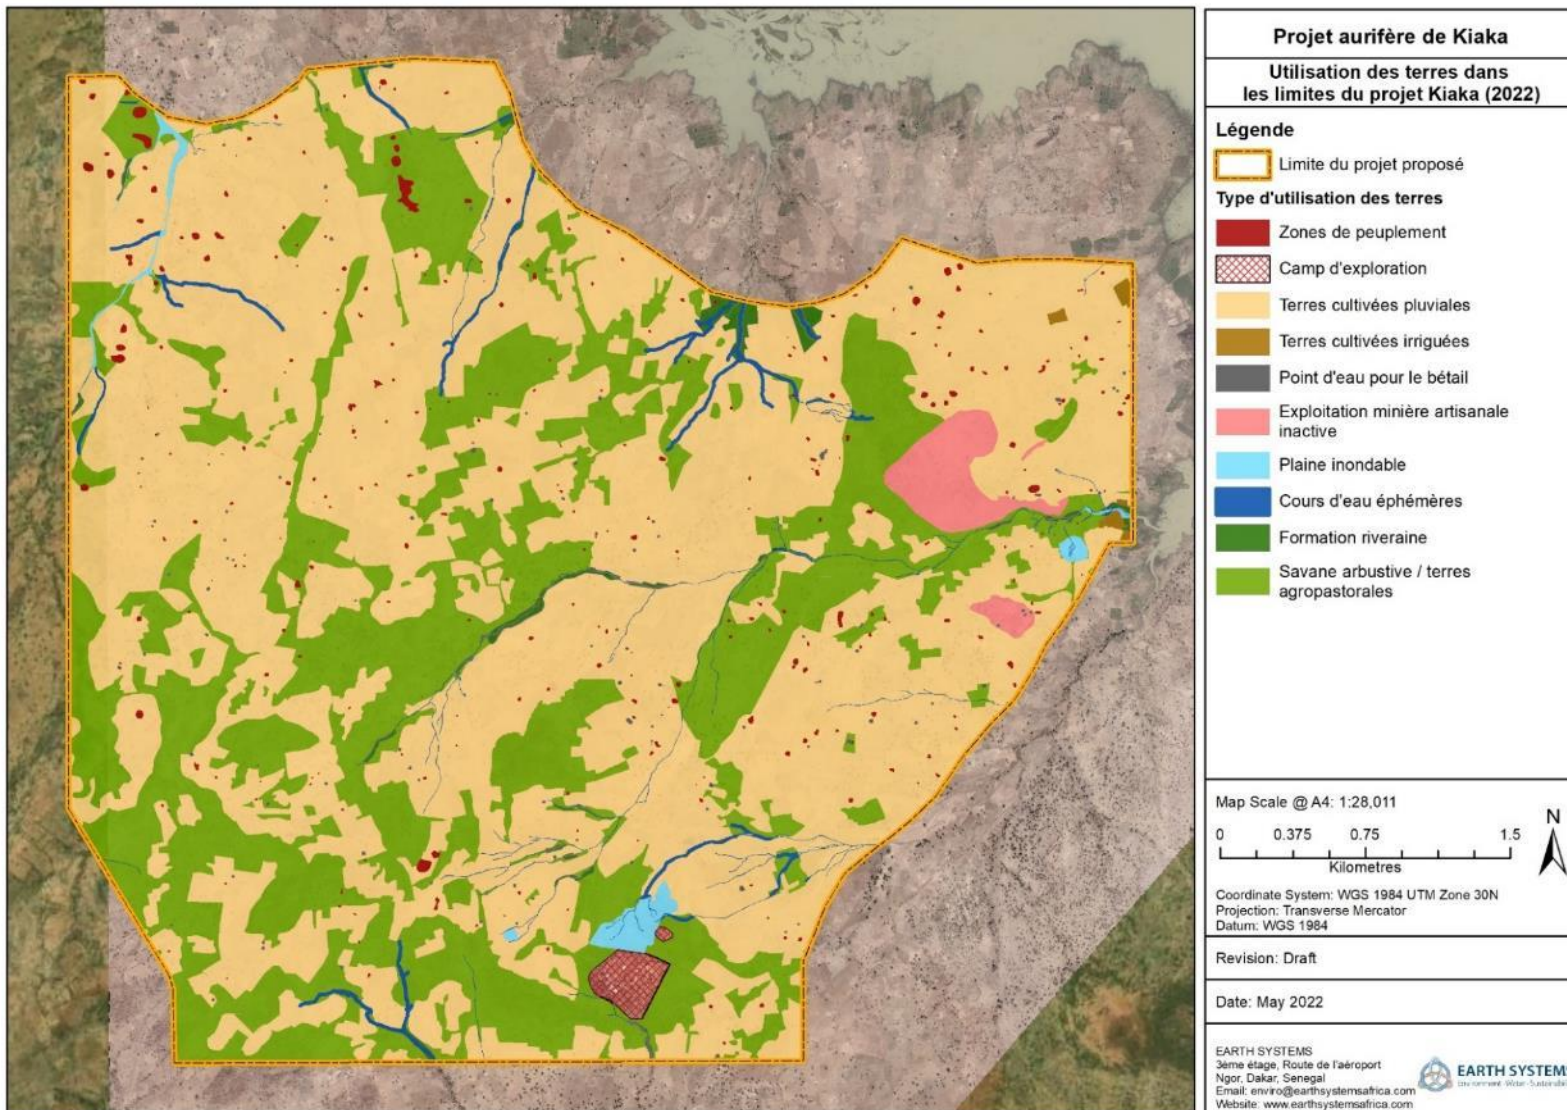 Projet aurifère de Kiaka
Utilisation des terres dans
les limites du projet Kiaka (2022)
Légende
Limite du projet proposé
Type d'utilisation des terres
Zones de peuplement
Camp d'exploration
Terres cultivées pluviales
Terres cultivées irriguées
Point d'eau pour le bétail
Exploitation minière artisanale
inactive
Plaine inondable
Cours d'eau éphémères
Formation riveraine
Savane arbustive / terres
agropastorales
Map Scale @ A4: 1:28,011
N
0 0.375 0.75 1.5
Kilometres
Coordinate System: WGS 1984 UTM Zone 30N
Projection: Transverse Mercator
Datum: WGS 1984
Revision: Draft
Date: May 2022
EARTH SYSTEMS
3ème étage, Route de l'aéroport
Ngor, Dakar, Senegal
Email: enviro@earthsystemsafrica.com
Website: www.earthsystemsafrica.com
EARTH SYSTEMS